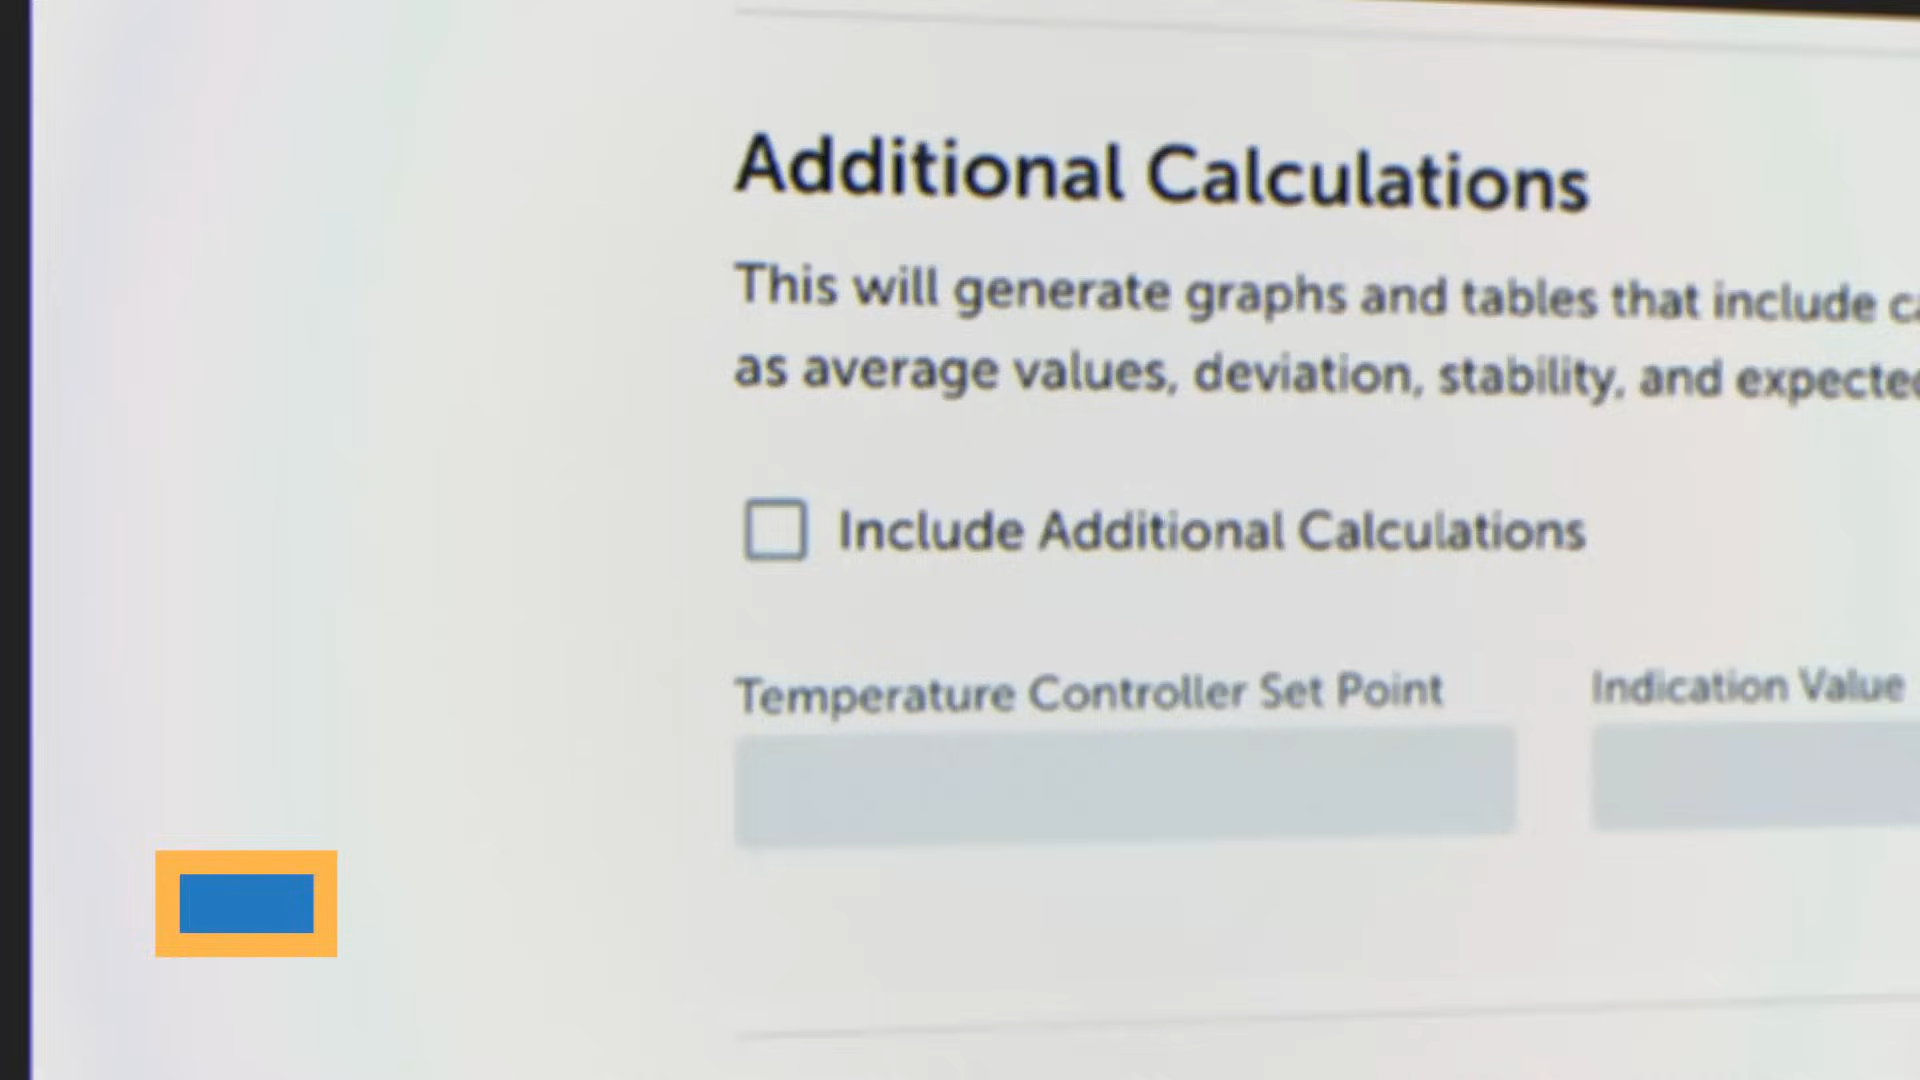 Additional Calculations
This will generate graphs and tables that include
as average values, deviation, stability, and expected
Include Additional Calculations
Temperature Controller Set Point
Indication Value